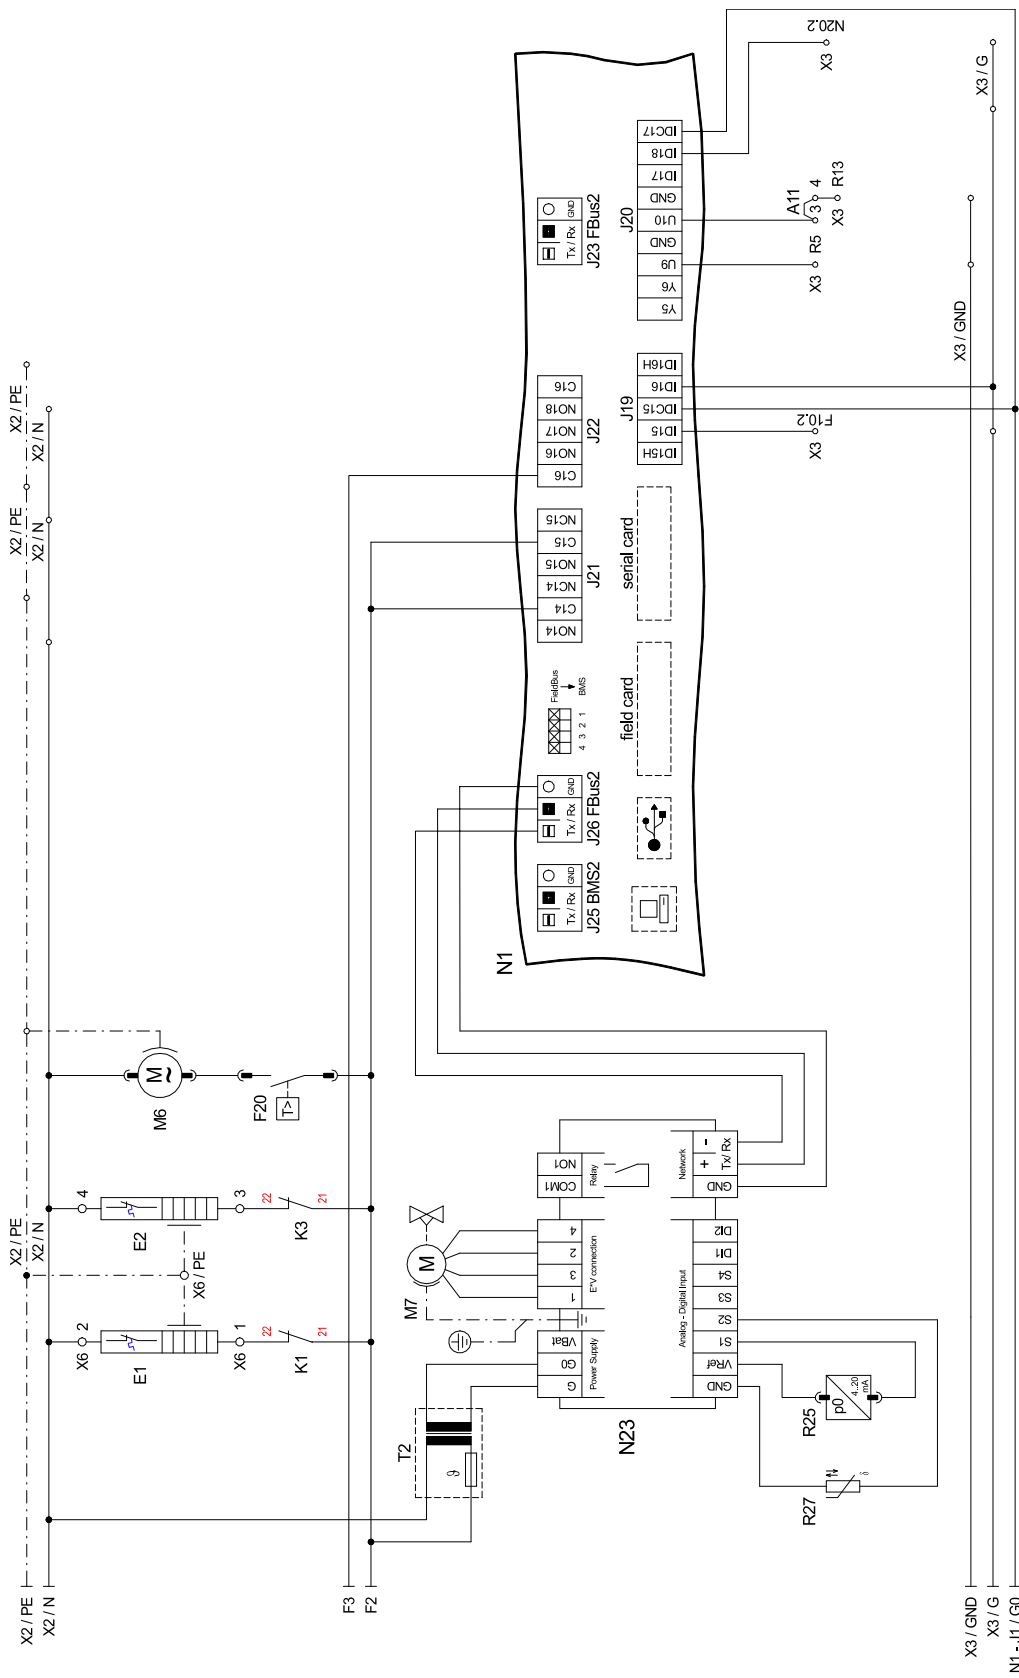 X2 / PE
X2 / N
X2 / PE
X2 / N
X2 / PE
X2 / N
F3
F2
X6
2
E1
X6
1
22
21
K1
X6 / PE
4
E2
3
22
21
K3
M6
M
~
F20
T>
T2
ϑ
M7
M
N23
G
G0
VBat
Power Supply
1
3
2
4
E*V connection
COM1
NO1
Relay
GND
VRef
S1
S2
S3
S4
DI1
DI2
Analog - Digital Input
GND
+
-
Tx/ Rx
Network
R25
p0
4..20
mA
R27
δ
N1
Tx / Rx
GND
J25 BMS2
Tx / Rx
GND
J26 FBus2
4 3 2 1
FieldBus
BMS
NO14
C14
NC14
NO15
C15
NC15
J21
C16
NO16
NO17
NO18
C16
J22
Tx / Rx
GND
J23 FBus2
field card
serial card
ID15H
ID15
IDC15
ID16
ID16H
J19
Y5
Y6
U9
GND
U10
GND
ID17
ID18
IDC17
J20
X3
F10.2
X3
R5
A11
3
4
X3
R13
X3
N20.2
X3 / GND
X3 / G
X3 / GND
X3 / G
N1 - J1 / G0